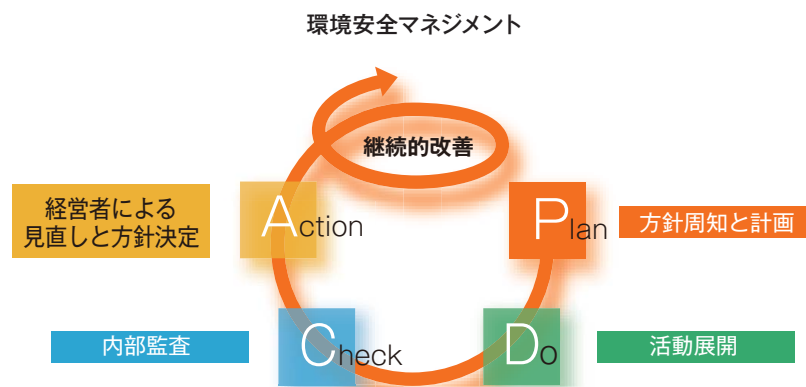 環境安全マネジメント
継続的改善
経営者による
見直しと方針決定
Action
Plan
方針周知と計画
内部監査
Check
Do
活動展開